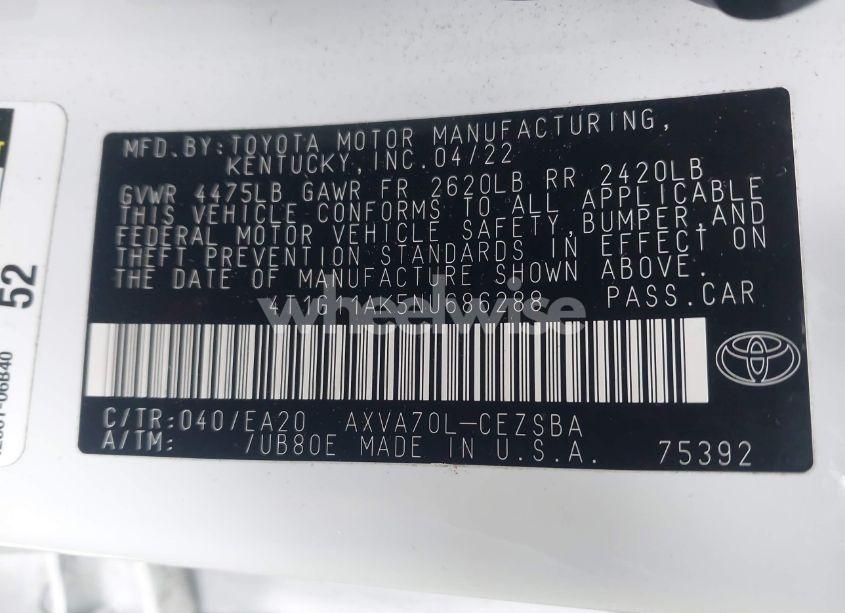 MFD.BY:TOYOTA MOTOR MANUFACTURING,
KENTUCKY,INC.04/22
GVWR 4475LB GAWR FR 2620LB RR 2420LB
THIS VEHICLE CONFORMS TO ALL APPLICABLE
FEDERAL MOTOR VEHICLE SAFETY,BUMPER,AND
THEFT PREVENTION STANDARDS IN EFFECT ON
THE DATE OF MANUFACTURE SHOWN ABOVE.
PASS.CAR
wheelwise
C/TR:040/EA20 AXVA70L-CEZSBA
A/TM: /UB80E MADE IN U.S.A. 75392
TOYOTA
52